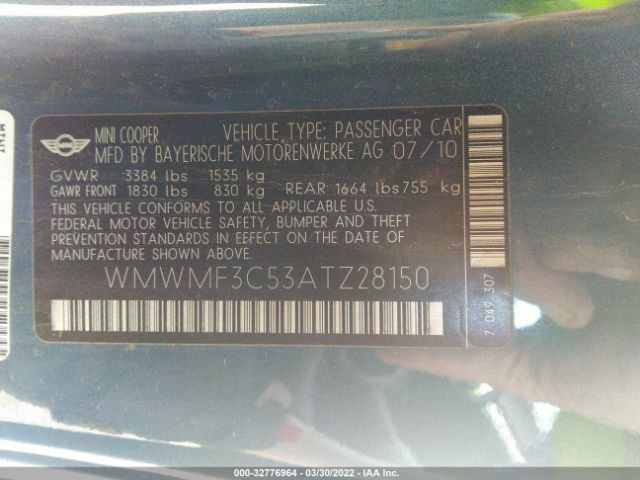 MINI
MINI COOPER VEHICLE TYPE: PASSENGER CAR
MFD BY BAYERISCHE MOTORENWERKE AG 07/10
GVWR 3384 lbs 1535 kg
GAWR FRONT 1830 lbs 830 kg REAR 1664 lbs 755 kg
THIS VEHICLE CONFORMS TO ALL APPLICABLE U.S.
FEDERAL MOTOR VEHICLE SAFETY, BUMPER AND THEFT
PREVENTION STANDARDS IN EFFECT ON THE DATE OF
MANUFACTURE SHOWN ABOVE.
WMWMF3C53ATZ28150
7 049 307
000-32776964 - 03/30/2022 - IAA Inc.